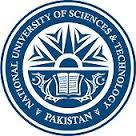 NATIONAL UNIVERSITY OF SCIENCES & TECHNOLOGY
PAKISTAN